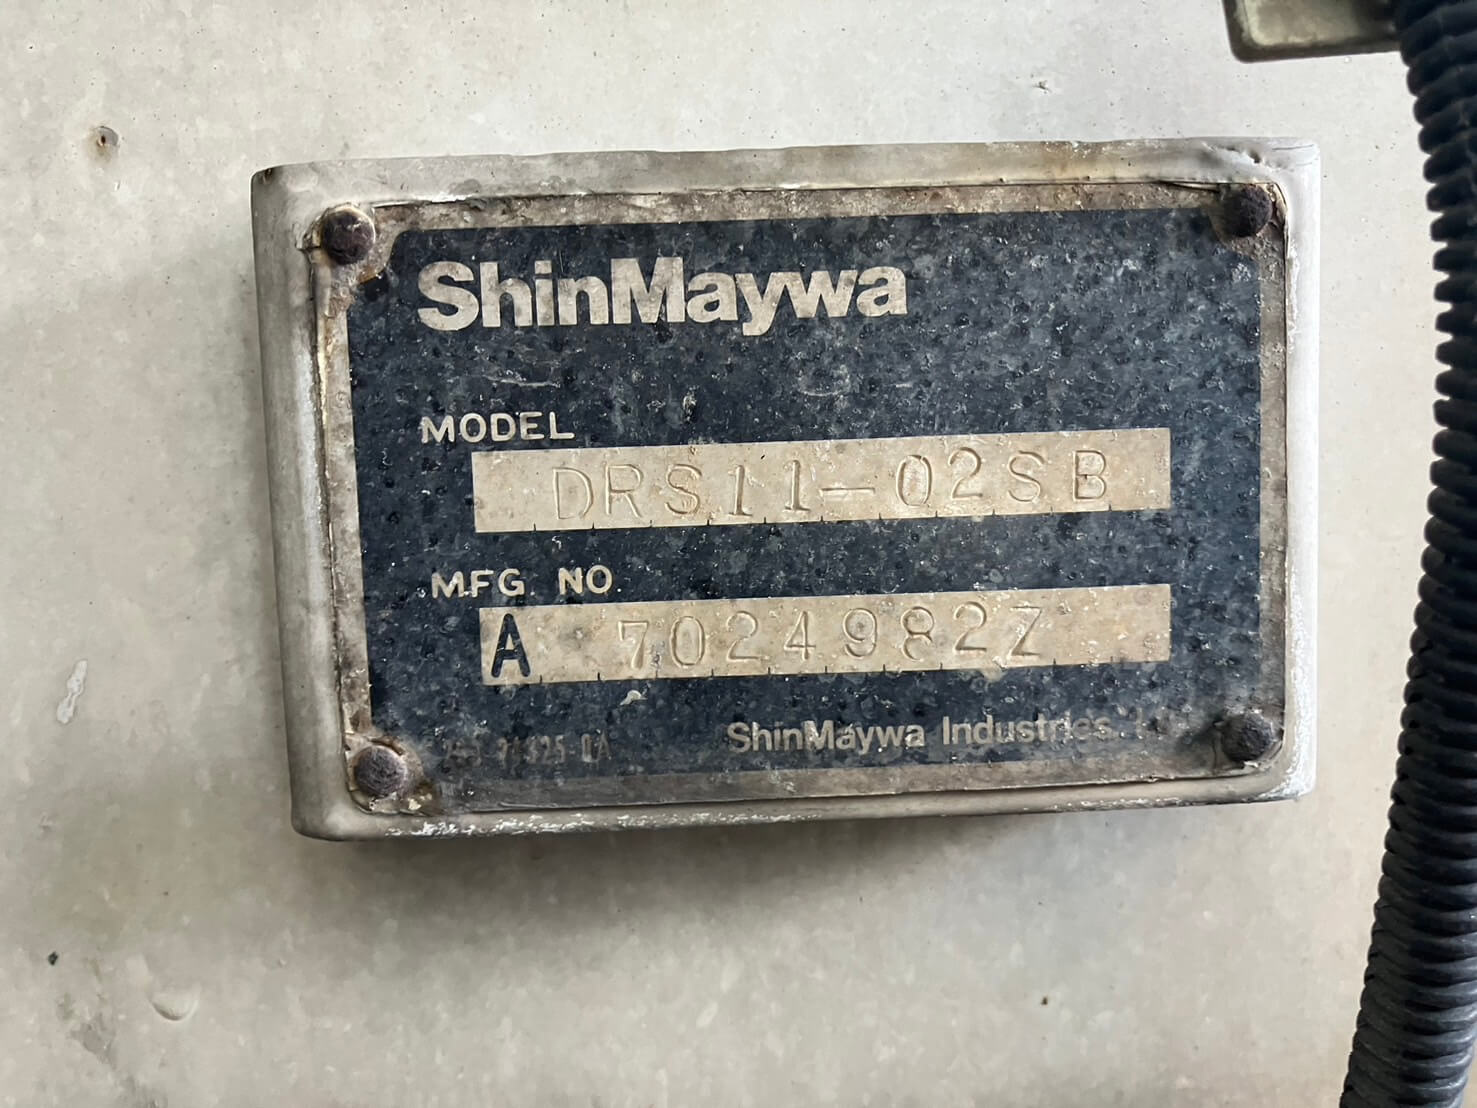 ShinMaywa
MODEL
DRS11-02SB
MFG. NO.
A 7024982Z
ShinMaywa Industries